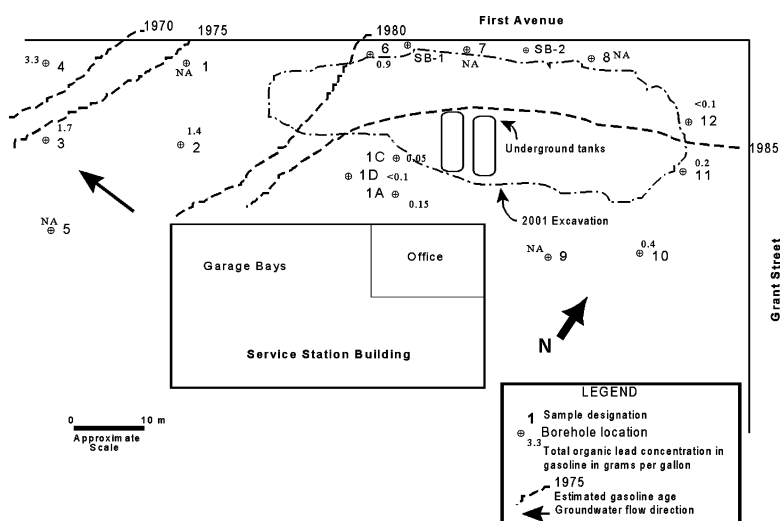 First Avenue
1970
1975
1980
3.3
4
NA
1
6
0.9
SB-1
7
NA
SB-2
8 NA
<0.1
12
1.7
3
1.4
2
1C 0.05
1D <0.1
1A
0.15
Underground tanks
1985
0.2
11
NA
5
2001 Excavation
Garage Bays
Office
NA
9
0.4
10
Grant Street
N
Service Station Building
0 10 m
Approximate
Scale
LEGEND
1 Sample designation
Borehole location
3.3 Total organic lead concentration in
gasoline in grams per gallon
1975
Estimated gasoline age
Groundwater flow direction